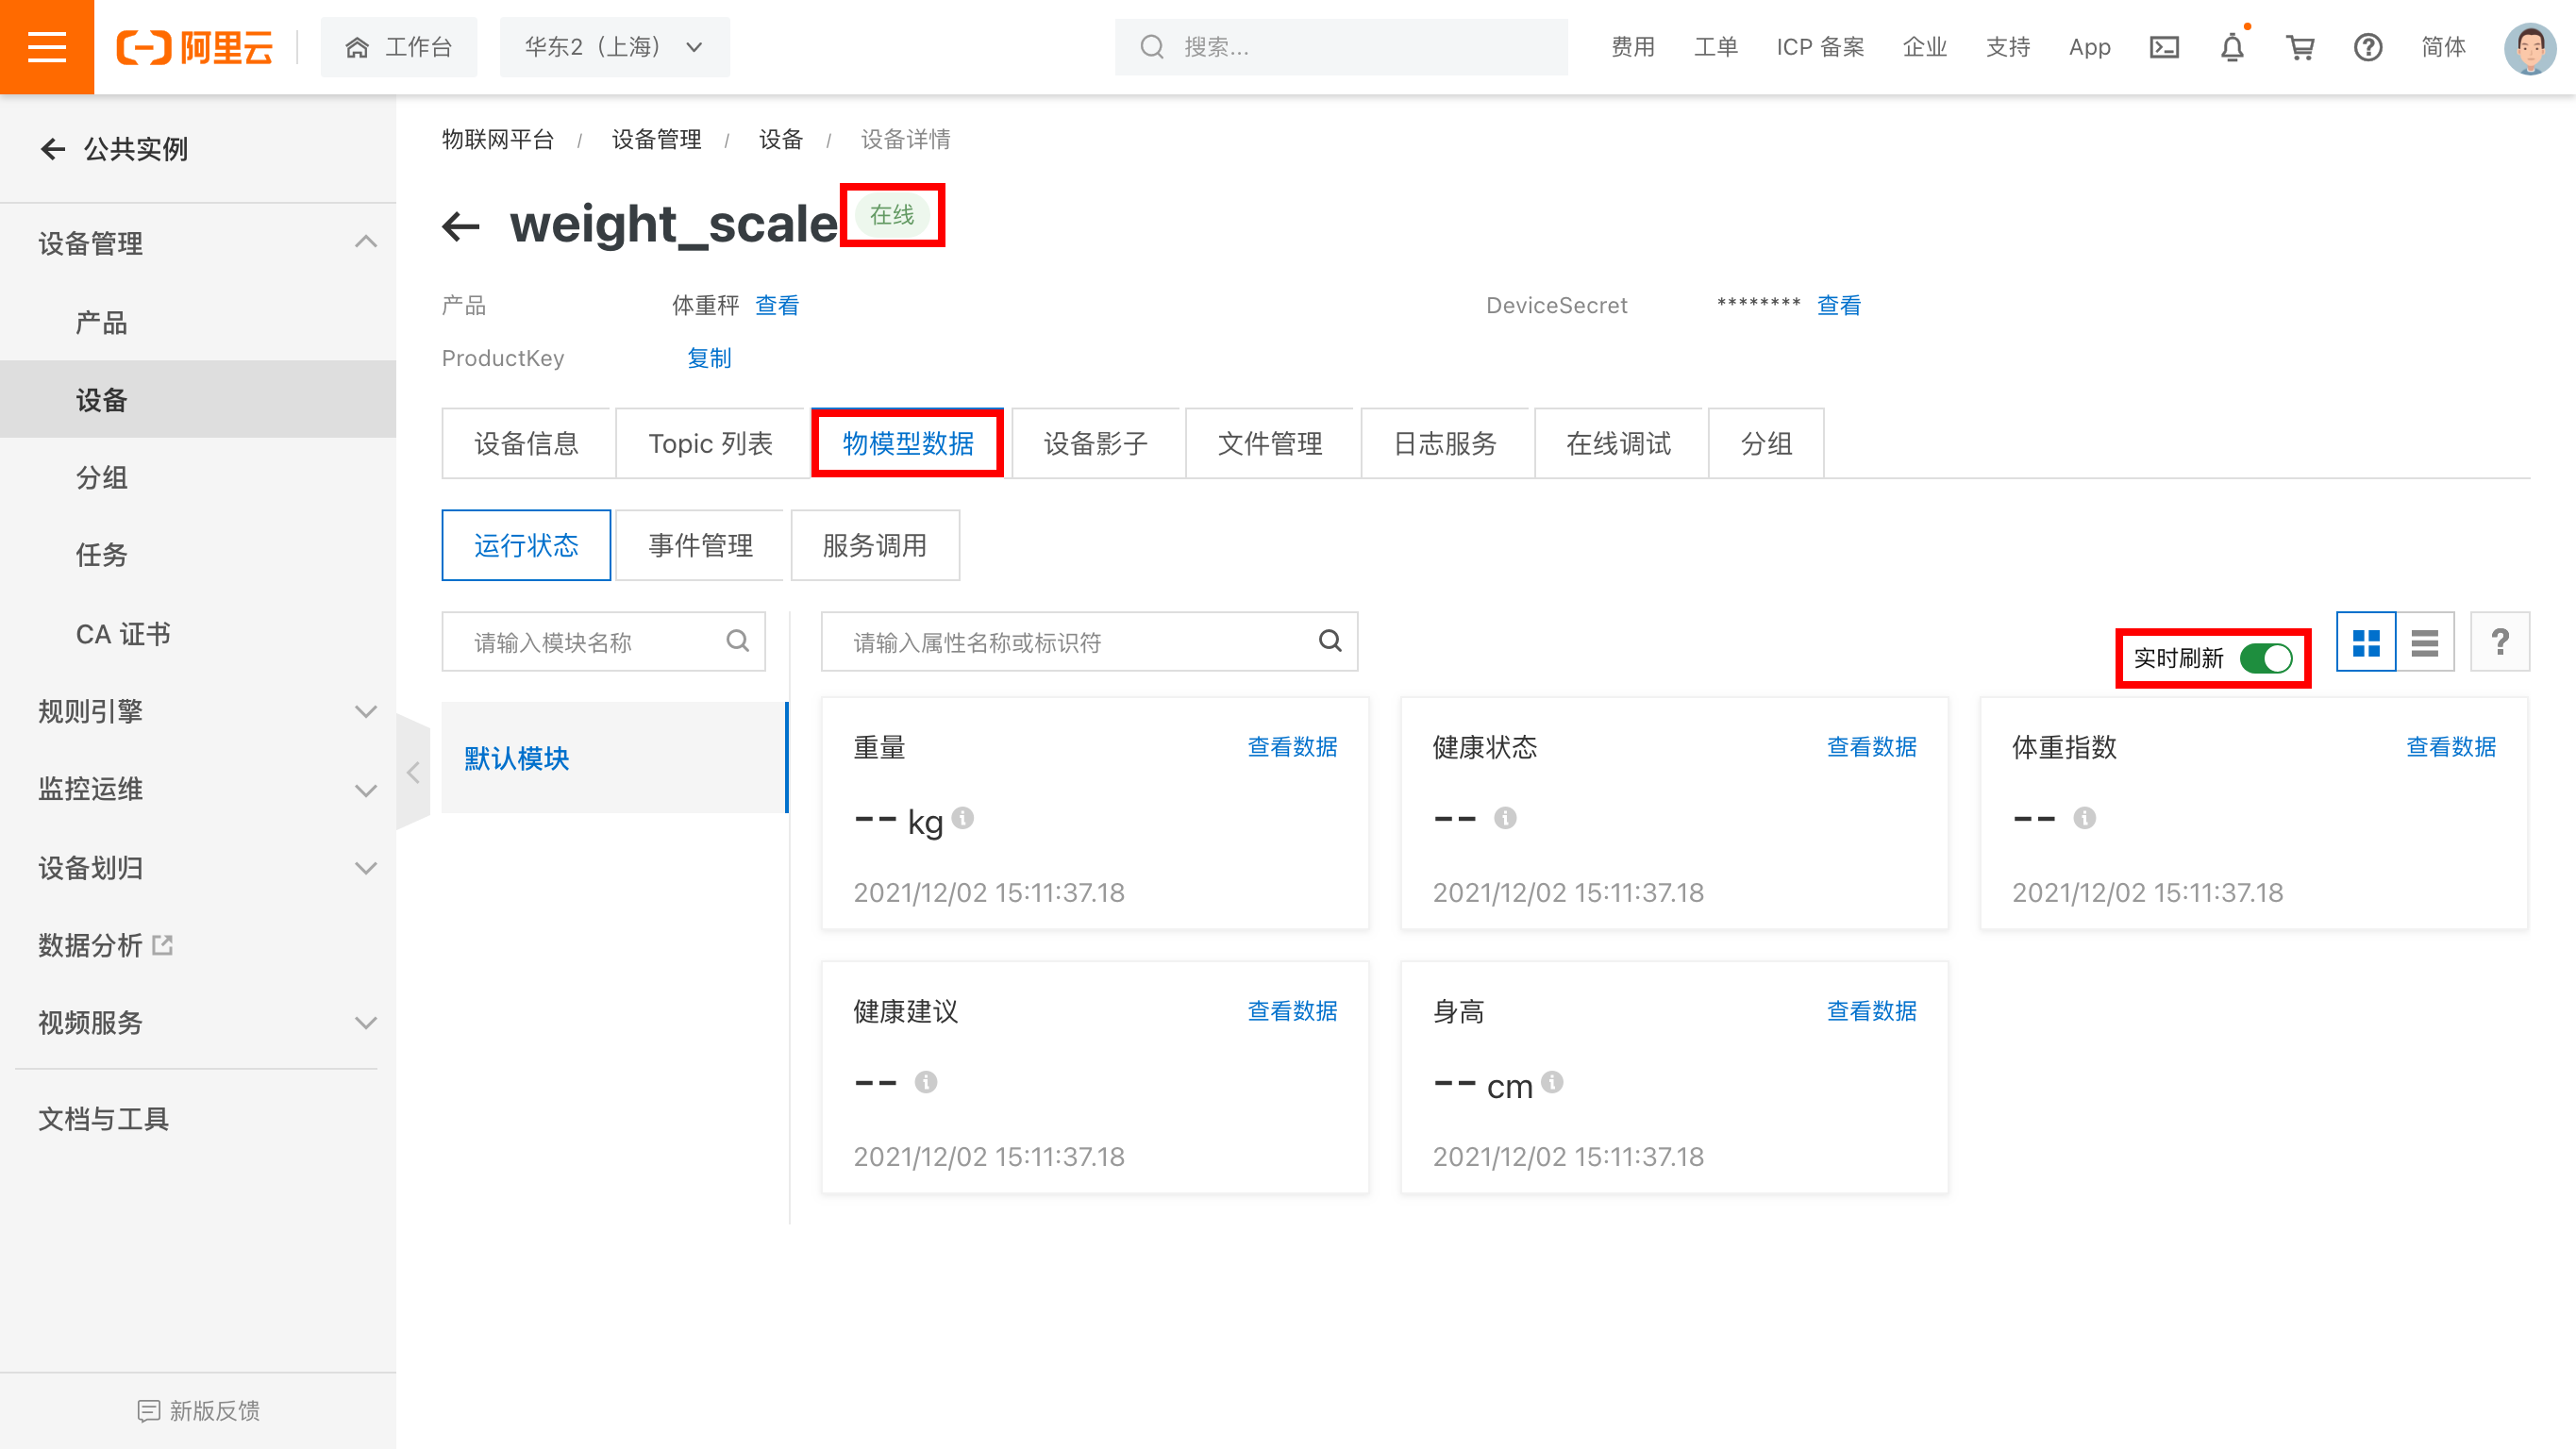 阿里云 工作台 华东2（上海） 搜索... 费用 工单 ICP 备案 企业 支持 App 简体
公共实例
设备管理
产品
设备
分组
任务
CA 证书
规则引擎
监控运维
设备划归
数据分析
视频服务
文档与工具
新版反馈
物联网平台 / 设备管理 / 设备 / 设备详情
weight_scale 在线
产品 体重秤 查看 DeviceSecret ******** 查看
ProductKey 复制
设备信息 Topic 列表 物模型数据 设备影子 文件管理 日志服务 在线调试 分组
运行状态 事件管理 服务调用
请输入模块名称 请输入属性名称或标识符 实时刷新 ?
默认模块
重量 查看数据
-- kg
2021/12/02 15:11:37.18
健康状态 查看数据
--
2021/12/02 15:11:37.18
体重指数 查看数据
--
2021/12/02 15:11:37.18
健康建议 查看数据
--
2021/12/02 15:11:37.18
身高 查看数据
-- cm
2021/12/02 15:11:37.18